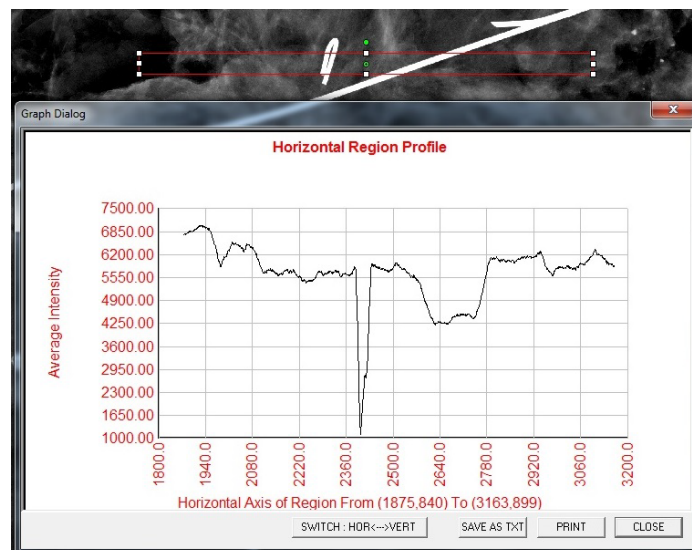 Graph Dialog
x
Horizontal Region Profile
7500.00
6850.00
6200.00
5550.00
4900.00
4250.00
3600.00
2950.00
2300.00
1650.00
1000.00
Average Intensity
1800.0
1940.0
2080.0
2220.0
2360.0
2500.0
2640.0
2780.0
2920.0
3060.0
3200.0
Horizontal Axis of Region From (1875,840) To (3163,899)
SWITCH : HOR<--->VERT
SAVE AS TXT
PRINT
CLOSE